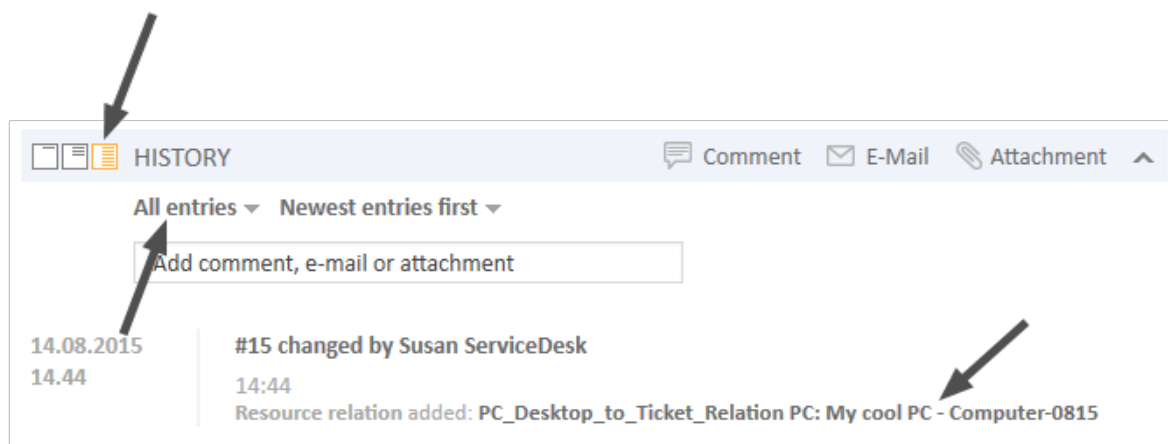 HISTORY Comment E-Mail Attachment
All entries Newest entries first
Add comment, e-mail or attachment
14.08.2015 #15 changed by Susan ServiceDesk
14.44
14:44
Resource relation added: PC_Desktop_to_Ticket_Relation PC: My cool PC - Computer-0815